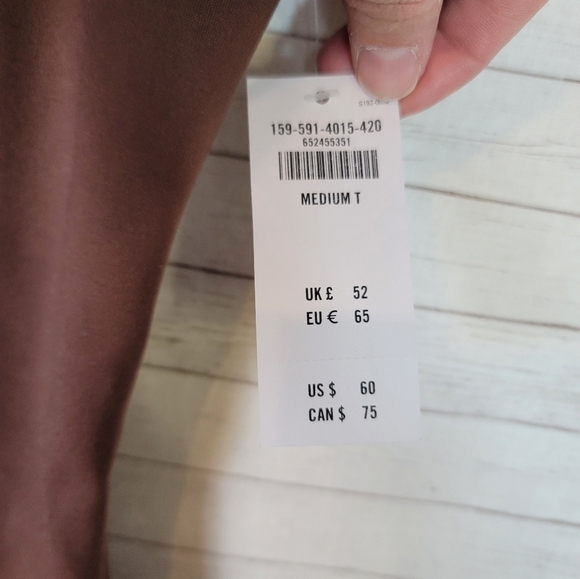 159-591-4015-420
652455351
MEDIUM T
UK £ 52
EU € 65
US $ 60
CAN $ 75